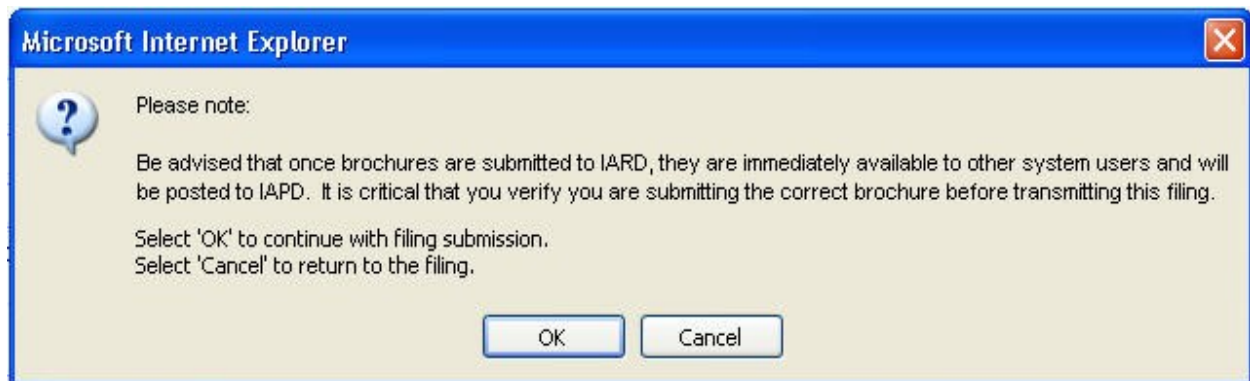 Microsoft Internet Explorer
Please note:
Be advised that once brochures are submitted to IARD, they are immediately available to other system users and will
be posted to IAPD.  It is critical that you verify you are submitting the correct brochure before transmitting this filing.
Select 'OK' to continue with filing submission.
Select 'Cancel' to return to the filing.
OK
Cancel